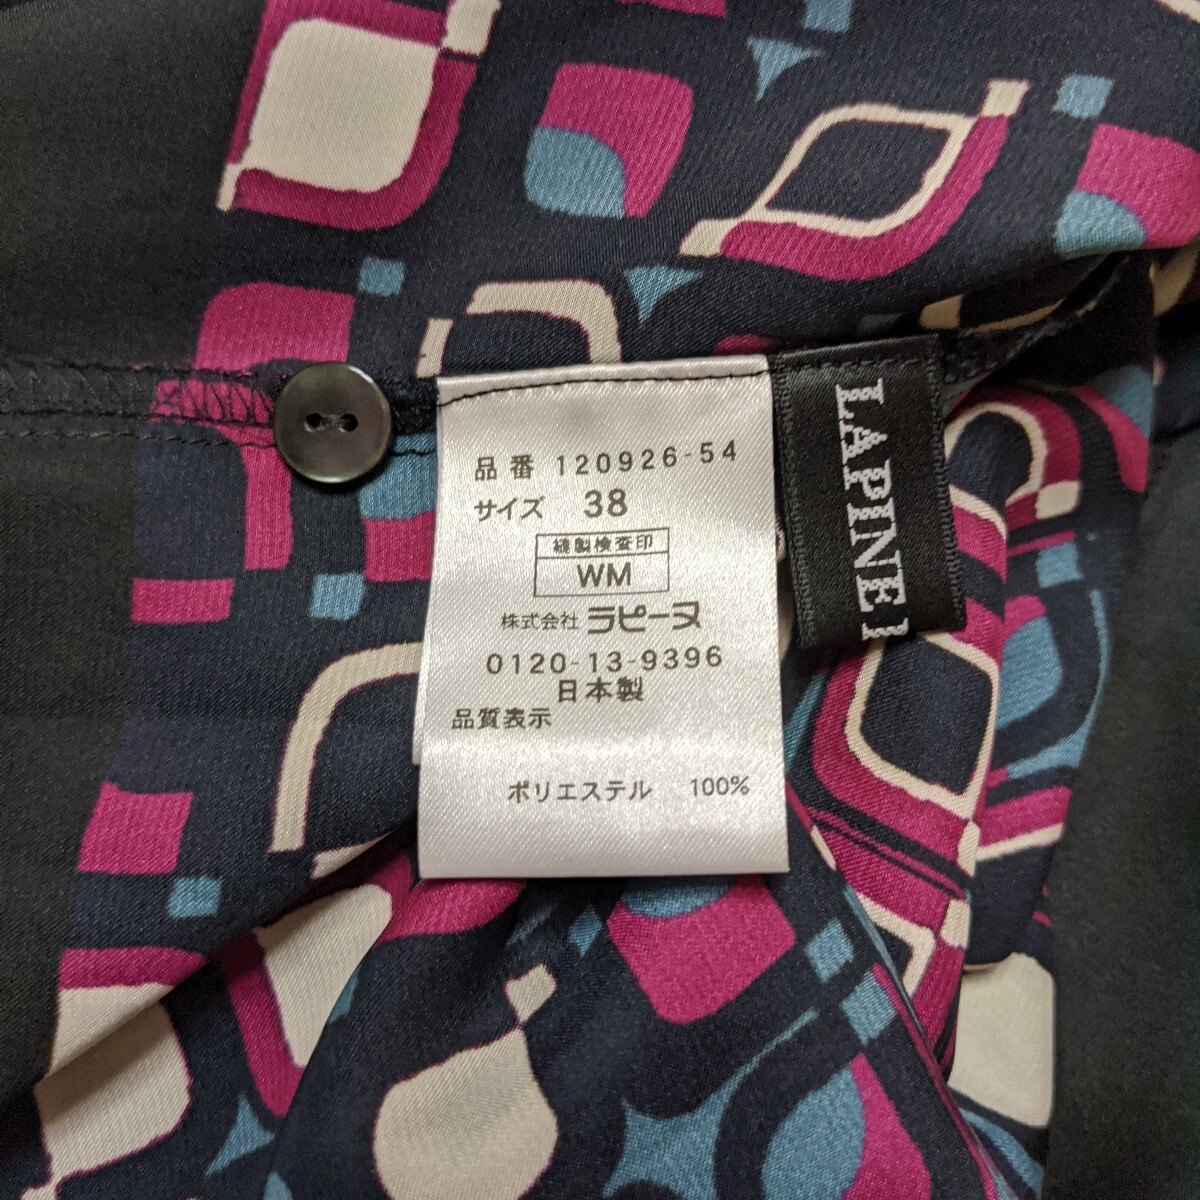 品番 120926-54
サイズ 38
縫製検査印
WM
株式会社 ラピーヌ
0120-13-9396
日本製
品質表示
ポリエステル 100%
LAPINE